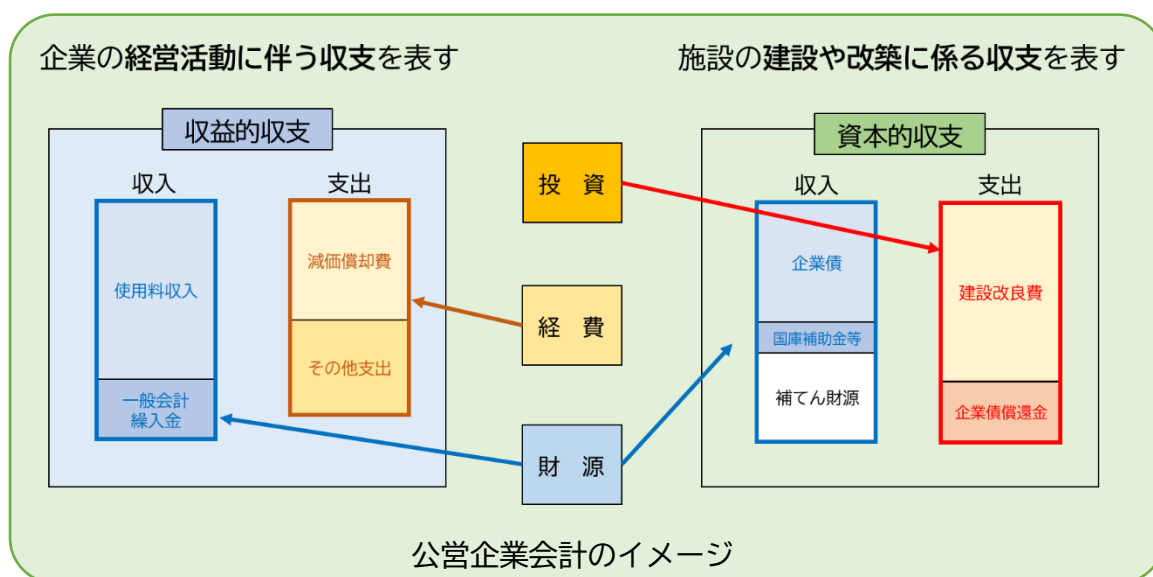 企業の経営活動に伴う収支を表す
収益的収支
収入
支出
使用料収入
一般会計
繰入金
減価償却費
その他支出
投 資
経 費
財 源
施設の建設や改築に係る収支を表す
資本的収支
収入
支出
企業債
国庫補助金等
補てん財源
建設改良費
企業債償還金
公営企業会計のイメージ